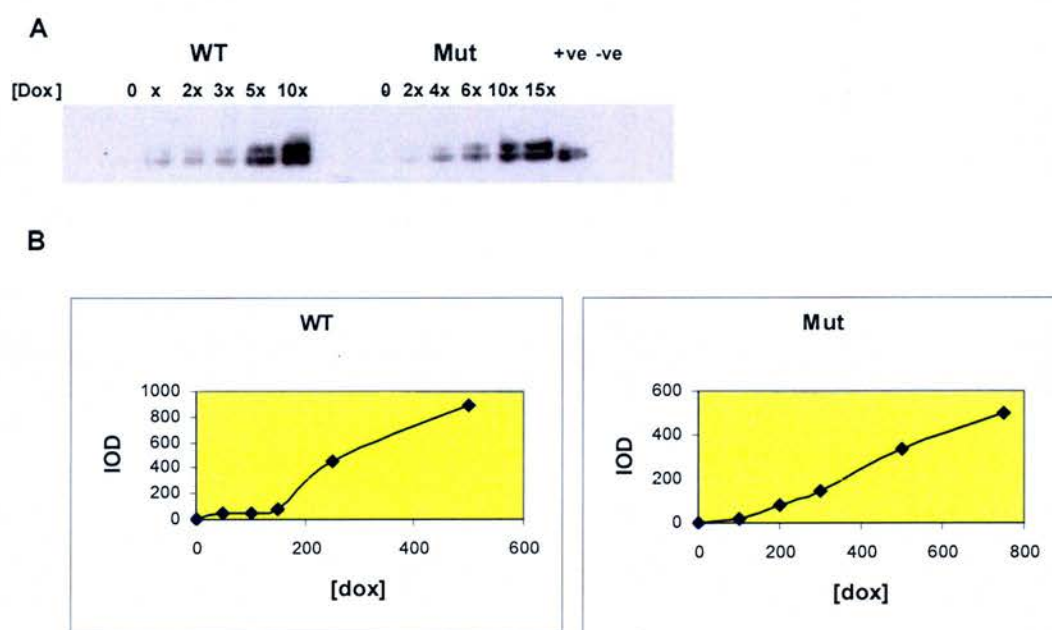 A
WT Mut +ve -ve
[Dox] 0 x 2x 3x 5x 10x 0 2x 4x 6x 10x 15x
B
WT
1000
800
600
400
200
0
IOD
0 200 400 600
[dox]
Mut
600
400
200
0
IOD
0 200 400 600 800
[dox]